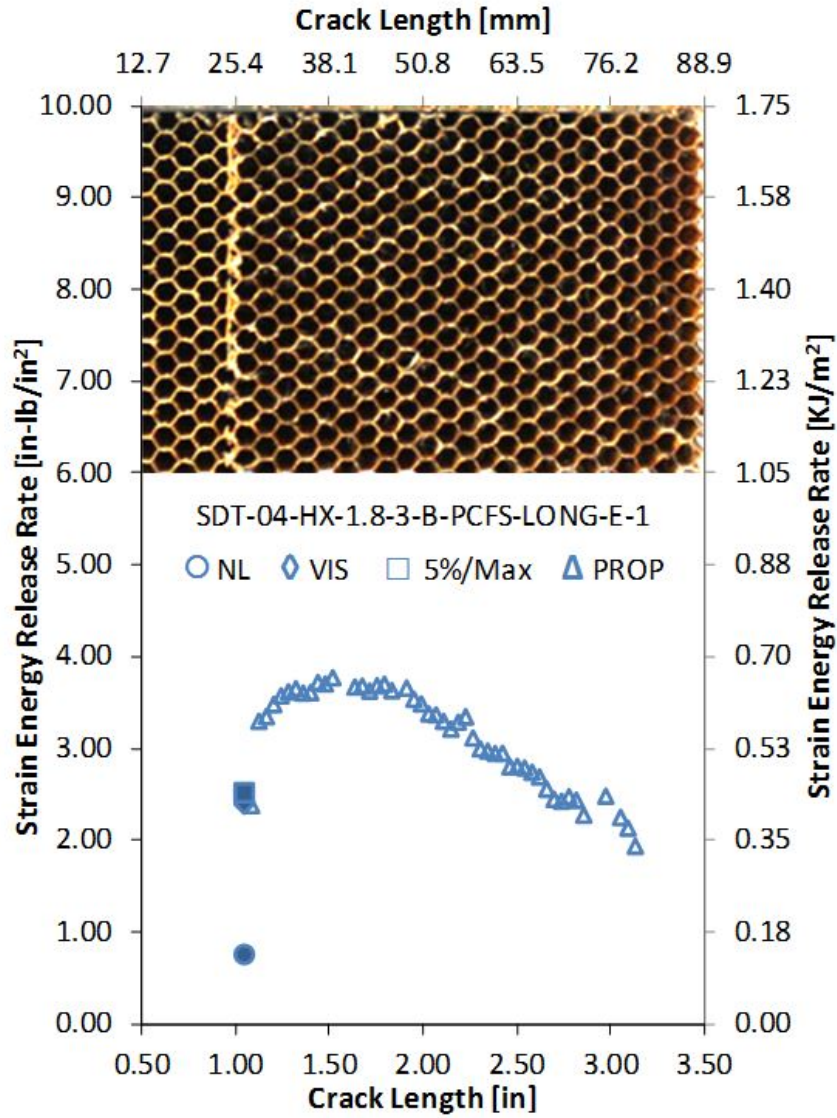 Crack Length [mm]
12.7 25.4 38.1 50.8 63.5 76.2 88.9
10.00 1.75
9.00 1.58
8.00 1.40
7.00 1.23
6.00 1.05
SDT-04-HX-1.8-3-B-PCFS-LONG-E-1
5.00 NL VIS 5%/Max PROP 0.88
4.00 0.70
3.00 0.53
2.00 0.35
1.00 0.18
0.00 0.00
Strain Energy Release Rate [in-lb/in²]
Strain Energy Release Rate [KJ/m²]
0.50 1.00 1.50 2.00 2.50 3.00 3.50
Crack Length [in]